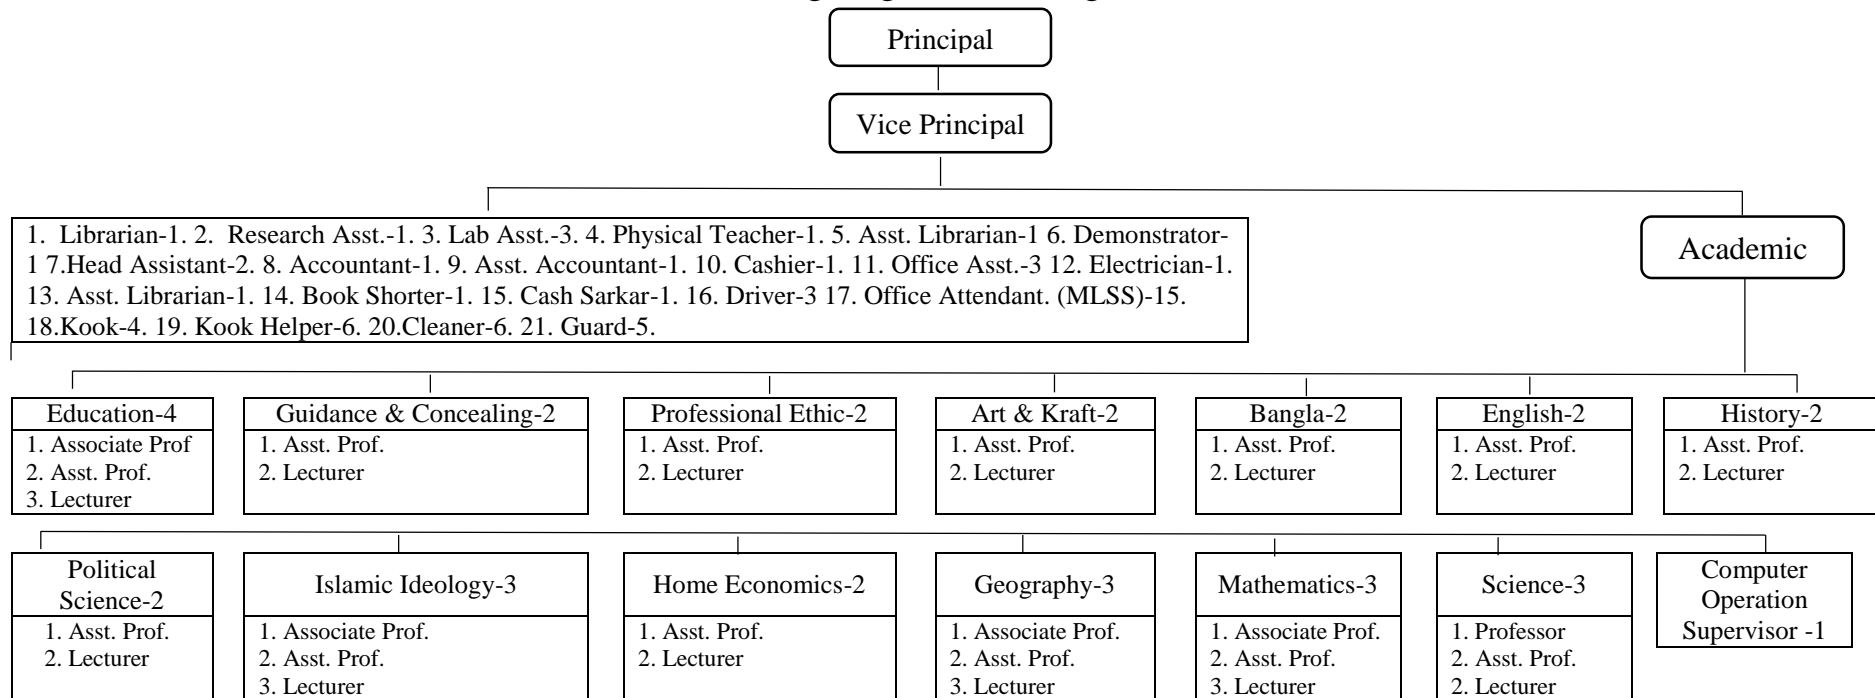 Principal
Vice Principal
1. Librarian-1. 2. Research Asst.-1. 3. Lab Asst.-3. 4. Physical Teacher-1. 5. Asst. Librarian-1 6. Demonstrator-
1 7.Head Assistant-2. 8. Accountant-1. 9. Asst. Accountant-1. 10. Cashier-1. 11. Office Asst.-3 12. Electrician-1.
13. Asst. Librarian-1. 14. Book Shorter-1. 15. Cash Sarkar-1. 16. Driver-3 17. Office Attendant. (MLSS)-15.
18.Kook-4. 19. Kook Helper-6. 20.Cleaner-6. 21. Guard-5.
Academic
Education-4
1. Associate Prof
2. Asst. Prof.
3. Lecturer
Guidance & Concealing-2
1. Asst. Prof.
2. Lecturer
Professional Ethic-2
1. Asst. Prof.
2. Lecturer
Art & Kraft-2
1. Asst. Prof.
2. Lecturer
Bangla-2
1. Asst. Prof.
2. Lecturer
English-2
1. Asst. Prof.
2. Lecturer
History-2
1. Asst. Prof.
2. Lecturer
Political
Science-2
1. Asst. Prof.
2. Lecturer
Islamic Ideology-3
1. Associate Prof.
2. Asst. Prof.
3. Lecturer
Home Economics-2
1. Asst. Prof.
2. Lecturer
Geography-3
1. Associate Prof.
2. Asst. Prof.
3. Lecturer
Mathematics-3
1. Associate Prof.
2. Asst. Prof.
3. Lecturer
Science-3
1. Professor
2. Asst. Prof.
2. Lecturer
Computer
Operation
Supervisor -1